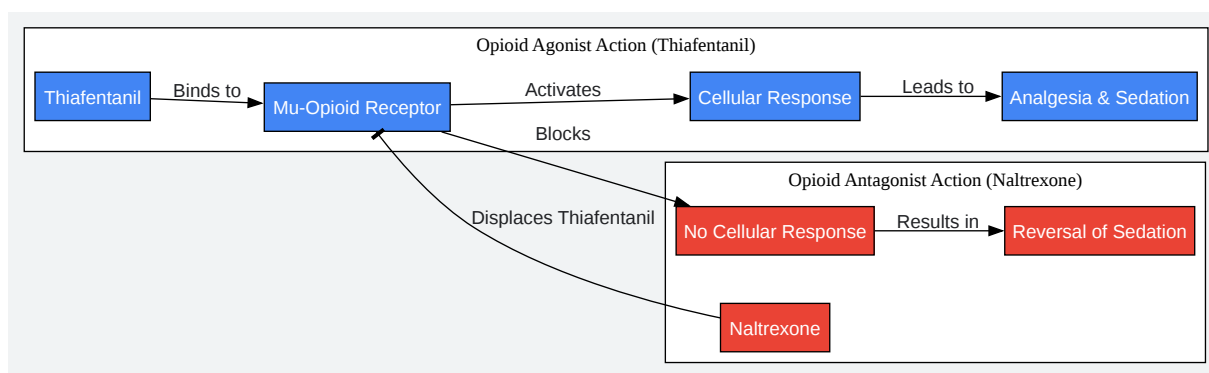 Opioid Agonist Action (Thiafentanil)
Thiafentanil
Binds to
Mu-Opioid Receptor
Activates
Cellular Response
Leads to
Analgesia & Sedation
Blocks
Opioid Antagonist Action (Naltrexone)
Displaces Thiafentanil
No Cellular Response
Results in
Reversal of Sedation
Naltrexone